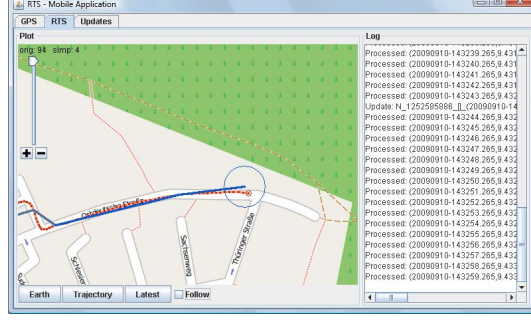 RTS - Mobile Application
GPS RTS Updates
Plot
orig: 94 simp: 4
Sachsenweg
Thüringer Straße
Earth Trajectory Latest Follow
Log
Processed: (20090910-143239.265,9.431
Processed: (20090910-143240.265,9.431
Processed: (20090910-143241.265,9.431
Processed: (20090910-143242.265,9.431
Processed: (20090910-143243.265,9.432
Update: N_1252585886_[]_(20090910-14
Processed: (20090910-143244.265,9.432
Processed: (20090910-143245.265,9.432
Processed: (20090910-143246.265,9.432
Processed: (20090910-143247.265,9.432
Processed: (20090910-143248.265,9.432
Processed: (20090910-143249.265,9.432
Processed: (20090910-143250.265,9.432
Processed: (20090910-143251.265,9.432
Processed: (20090910-143252.265,9.432
Processed: (20090910-143253.265,9.432
Processed: (20090910-143254.265,9.432
Processed: (20090910-143255.265,9.432
Processed: (20090910-143256.265,9.432
Processed: (20090910-143257.265,9.432
Processed: (20090910-143258.265,9.432
Processed: (20090910-143259.265,9.433